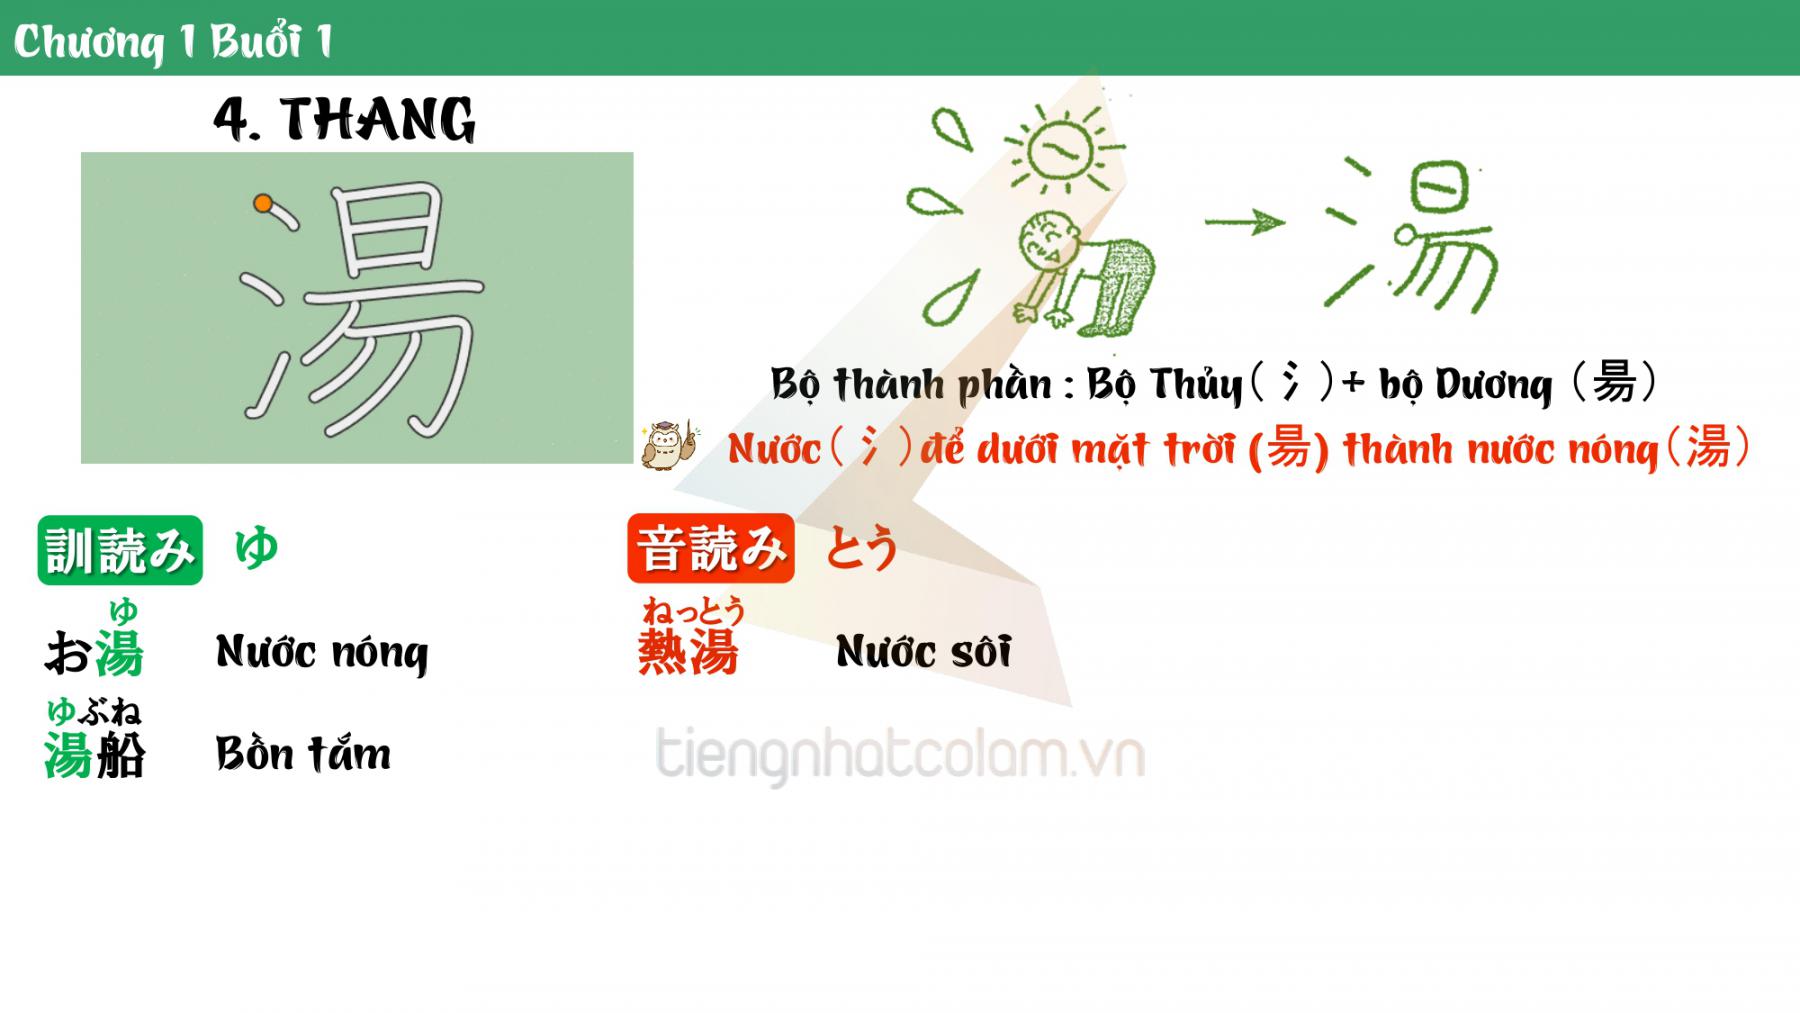 Chương 1 Buổi 1
4. THANG
湯
湯
Bộ thành phần : Bộ Thủy(氵)+ bộ Dương (昜)
Nước(氵)để dưới mặt trời (昜) thành nước nóng(湯)
訓読み ゆ
ゆ
お湯 Nước nóng
ゆぶね
湯船 Bồn tắm
音読み とう
ねっとう
熱湯 Nước sôi
tiengnhatcolam.vn